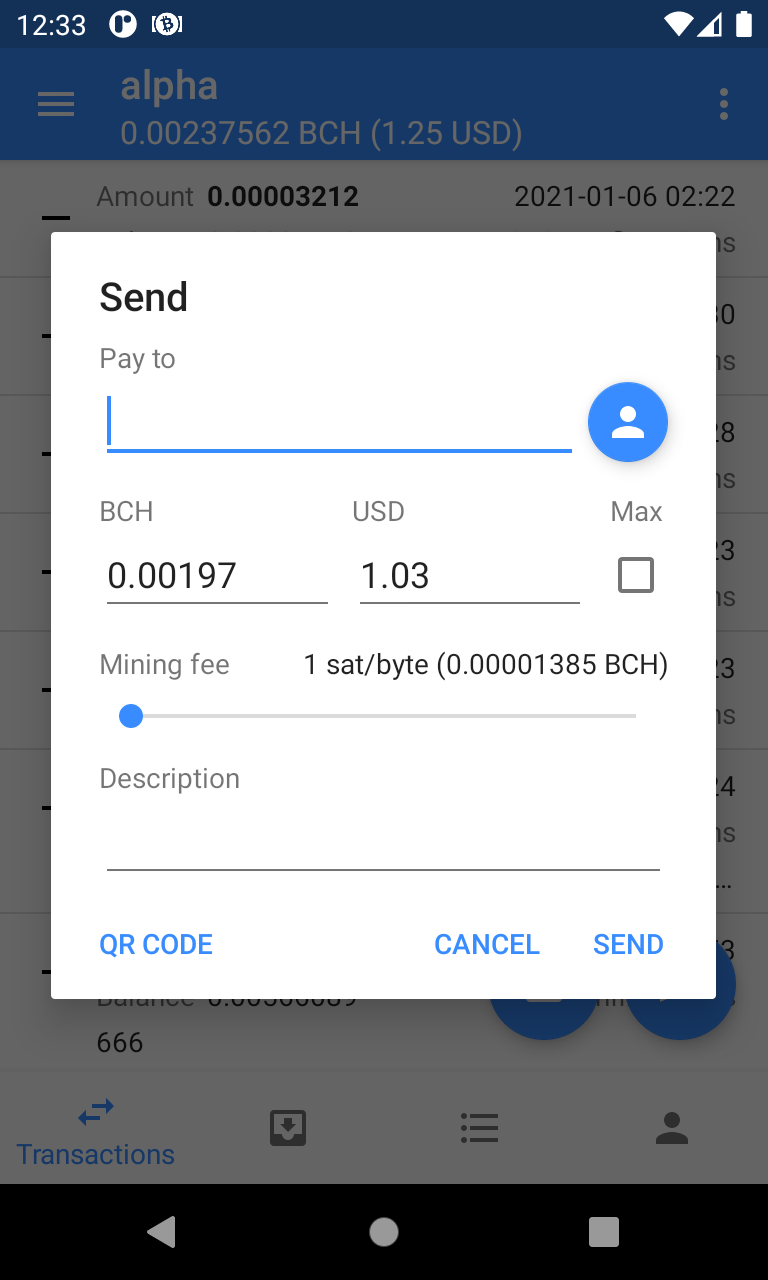 12:33
alpha
0.00237562 BCH (1.25 USD)
Amount 0.00003212 2021-01-06 02:22
Send
Pay to
BCH USD Max
0.00197 1.03
Mining fee 1 sat/byte (0.00001385 BCH)
Description
QR CODE CANCEL SEND
666
Transactions